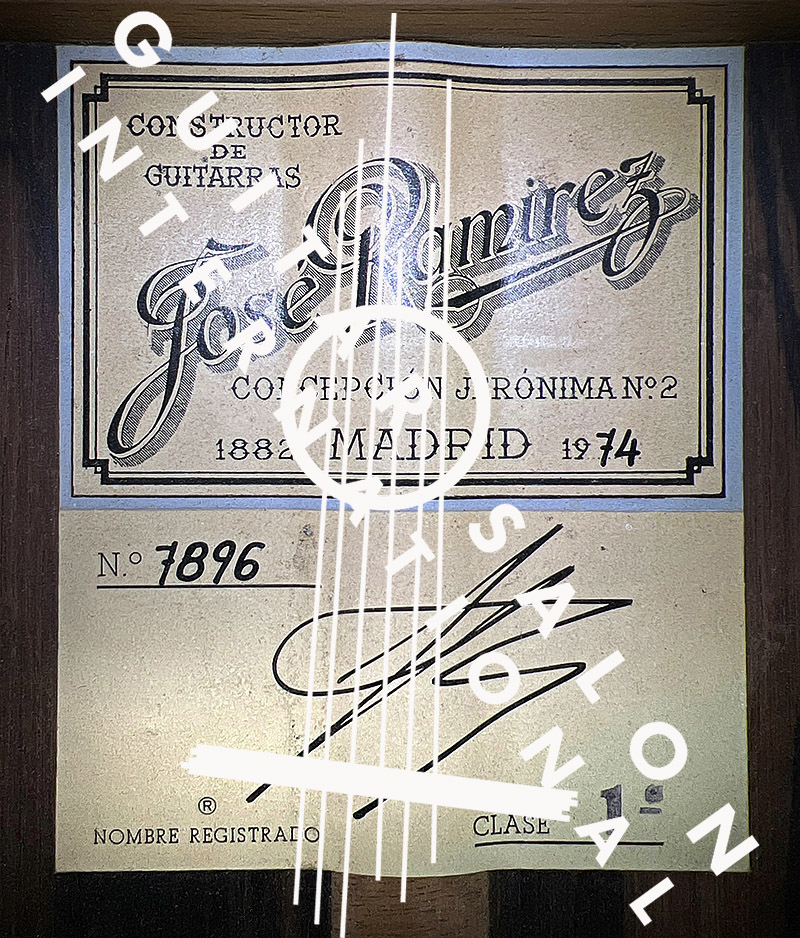 CONSTRUCTOR
DE
GUITARRAS
José Ramirez
CONCEPCIÓN JERÓNIMA Nº 2
1882 MADRID 1974
N.º 7896
®
NOMBRE REGISTRADO
CLASE 1ª
GUITAR SALON
INTERNATIONAL